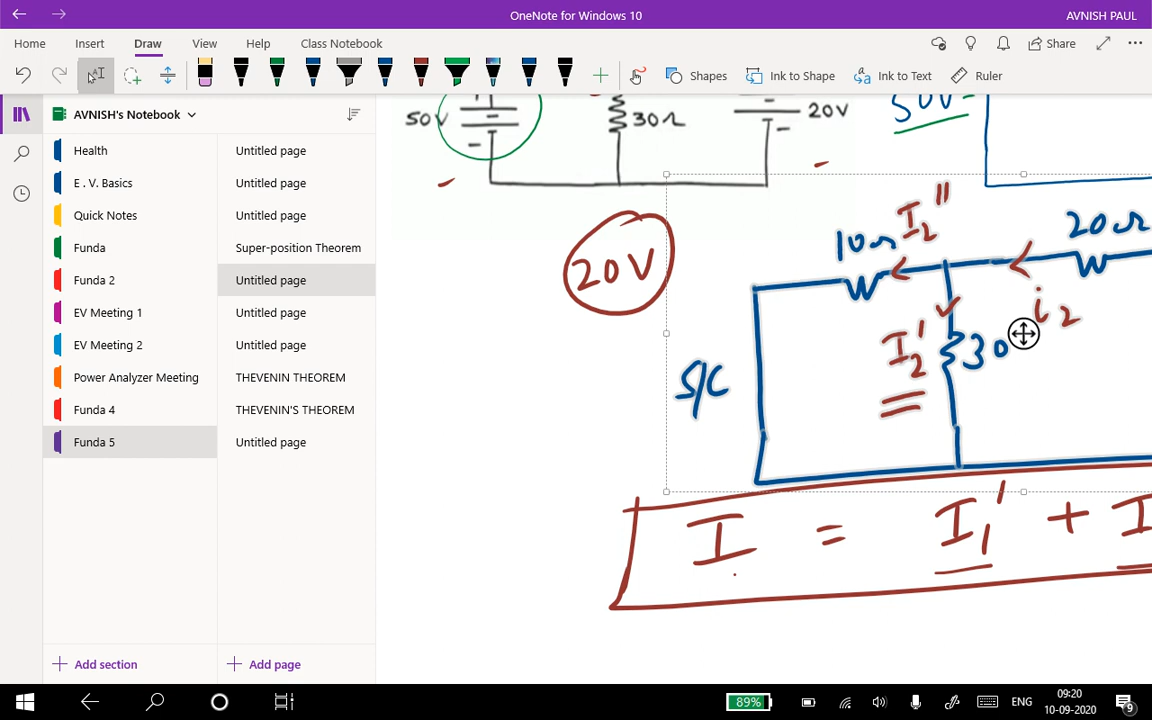 OneNote for Windows 10
AVNISH PAUL
Home Insert Draw View Help Class Notebook Share
Shapes Ink to Shape Ink to Text Ruler
AVNISH's Notebook
Health
E . V. Basics
Quick Notes
Funda
Funda 2
EV Meeting 1
EV Meeting 2
Power Analyzer Meeting
Funda 4
Funda 5
Untitled page
Untitled page
Untitled page
Super-position Theorem
Untitled page
Untitled page
Untitled page
THEVENIN THEOREM
THEVENIN'S THEOREM
Untitled page
Add section
Add page
50V
30Ω
20V
50V
20V
10Ω
I₂''
20Ω
i₂
I₂'
30
S/C
I = I₁' + I
89%
ENG
09:20
10-09-2020
9